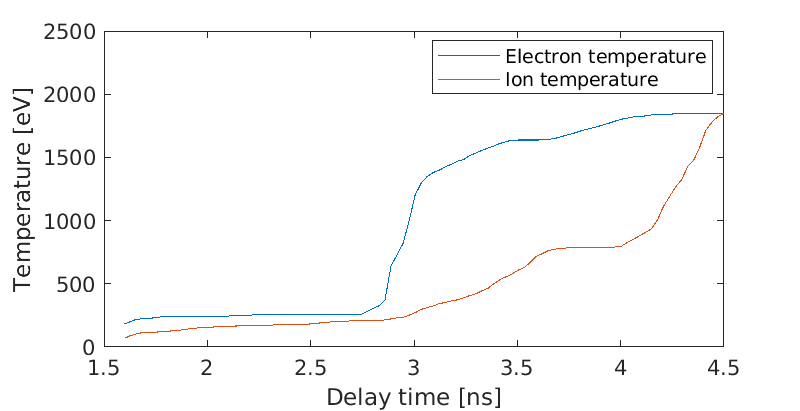 2500
2000
1500
1000
500
0
Temperature [eV]
Electron temperature
Ion temperature
1.5 2 2.5 3 3.5 4 4.5
Delay time [ns]